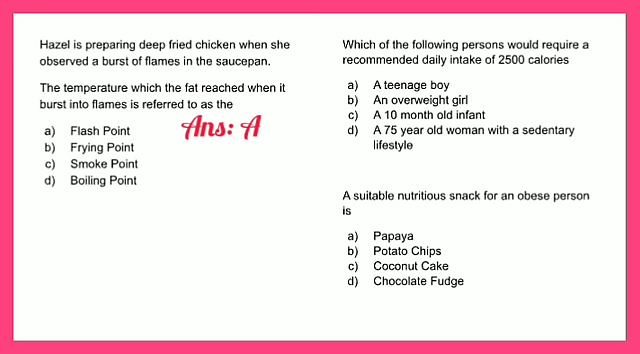 Hazel is preparing deep fried chicken when she
observed a burst of flames in the saucepan.
The temperature which the fat reached when it
burst into flames is referred to as the
a) Flash Point
b) Frying Point
c) Smoke Point
d) Boiling Point
Ans: A
Which of the following persons would require a
recommended daily intake of 2500 calories
a) A teenage boy
b) An overweight girl
c) A 10 month old infant
d) A 75 year old woman with a sedentary
lifestyle
A suitable nutritious snack for an obese person
is
a) Papaya
b) Potato Chips
c) Coconut Cake
d) Chocolate Fudge